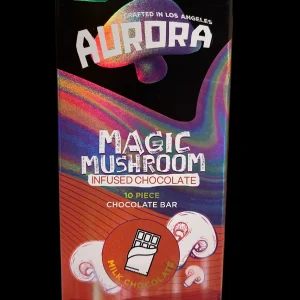 CRAFTED IN LOS ANGELES
AURORA
MAGIC
MUSHROOM
INFUSED CHOCOLATE
10 PIECE
CHOCOLATE BAR
MILK CHOCOLATE